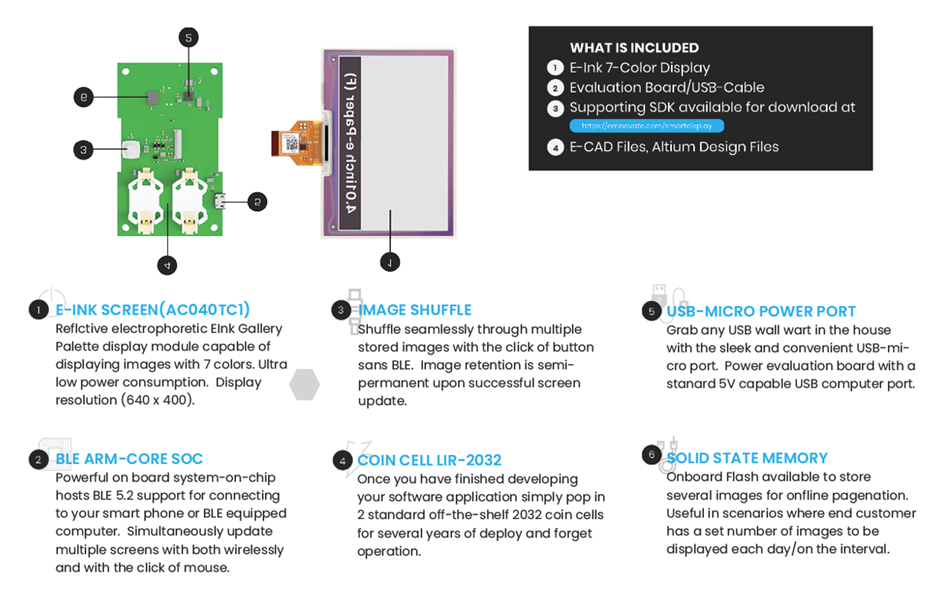 3
4
1
4.01inch e-Paper (F)
WHAT IS INCLUDED
1 E-Ink 7-Color Display
2 Evaluation Board/USB-Cable
3 Supporting SDK available for download at
https://omnovate.com/smartdisplay
4 E-CAD Files, Altium Design Files
1 E-INK SCREEN(AC040TC1)
Reflctive electrophoretic EInk Gallery
Palette display module capable of
displaying images with 7 colors. Ultra
low power consumption. Display
resolution (640 x 400).
3 IMAGE SHUFFLE
Shuffle seamlessly through multiple
stored images with the click of button
sans BLE. Image retention is semi-
permanent upon successful screen
update.
5 USB-MICRO POWER PORT
Grab any USB wall wart in the house
with the sleek and convenient USB-mi-
cro port. Power evaluation board with a
stanard 5V capable USB computer port.
2 BLE ARM-CORE SOC
Powerful on board system-on-chip
hosts BLE 5.2 support for connecting
to your smart phone or BLE equipped
computer. Simultaneously update
multiple screens with both wirelessly
and with the click of mouse.
4 COIN CELL LIR-2032
Once you have finished developing
your software application simply pop in
2 standard off-the-shelf 2032 coin cells
for several years of deploy and forget
operation.
6 SOLID STATE MEMORY
Onboard Flash available to store
several images for onfline pagenation.
Useful in scenarios where end customer
has a set number of images to be
displayed each day/on the interval.